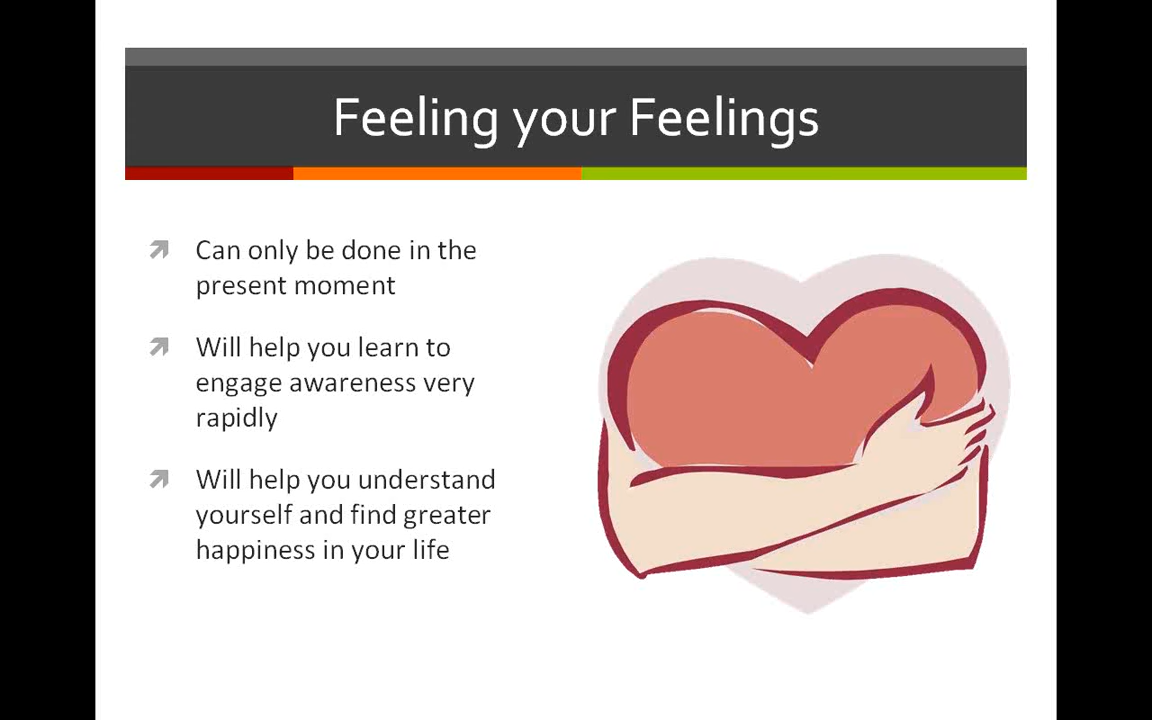 Feeling your Feelings
Can only be done in the
present moment
Will help you learn to
engage awareness very
rapidly
Will help you understand
yourself and find greater
happiness in your life